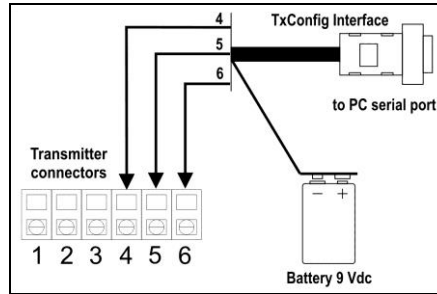 4
TxConfig Interface
5
6
to PC serial port
Transmitter
connectors
− +
1 2 3 4 5 6
Battery 9 Vdc